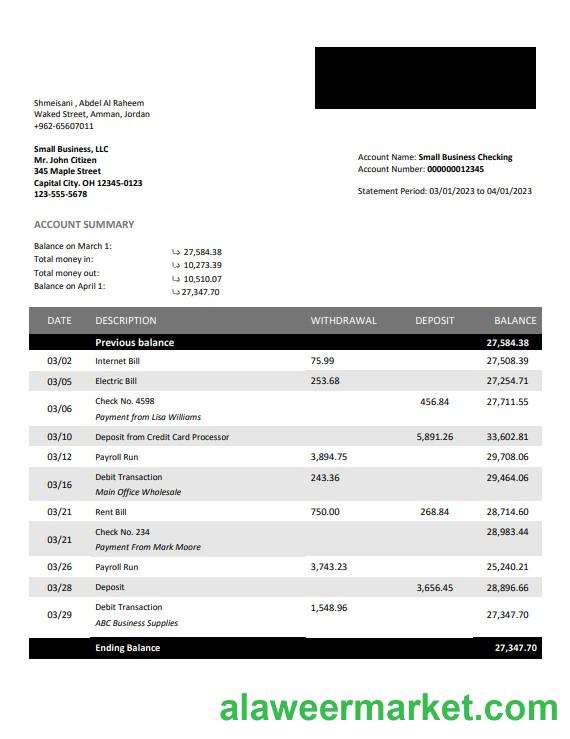 Shmeisani , Abdel Al Raheem
Waked Street, Amman, Jordan
+962-65607011
Small Business, LLC
Mr. John Citizen
345 Maple Street
Capital City. OH 12345-0123
123-555-5678
Account Name: Small Business Checking
Account Number: 000000012345
Statement Period: 03/01/2023 to 04/01/2023
ACCOUNT SUMMARY
Balance on March 1: د.ا 27,584.38
Total money in: د.ا 10,273.39
Total money out: د.ا 10,510.07
Balance on April 1: د.ا 27,347.70
DATE DESCRIPTION WITHDRAWAL DEPOSIT BALANCE
Previous balance 27,584.38
03/02 Internet Bill 75.99 27,508.39
03/05 Electric Bill 253.68 27,254.71
03/06 Check No. 4598 456.84 27,711.55
Payment from Lisa Williams
03/10 Deposit from Credit Card Processor 5,891.26 33,602.81
03/12 Payroll Run 3,894.75 29,708.06
03/16 Debit Transaction 243.36 29,464.06
Main Office Wholesale
03/21 Rent Bill 750.00 268.84 28,714.60
03/21 Check No. 234 28,983.44
Payment From Mark Moore
03/26 Payroll Run 3,743.23 25,240.21
03/28 Deposit 3,656.45 28,896.66
03/29 Debit Transaction 1,548.96 27,347.70
ABC Business Supplies
Ending Balance 27,347.70
alaweermarket.com